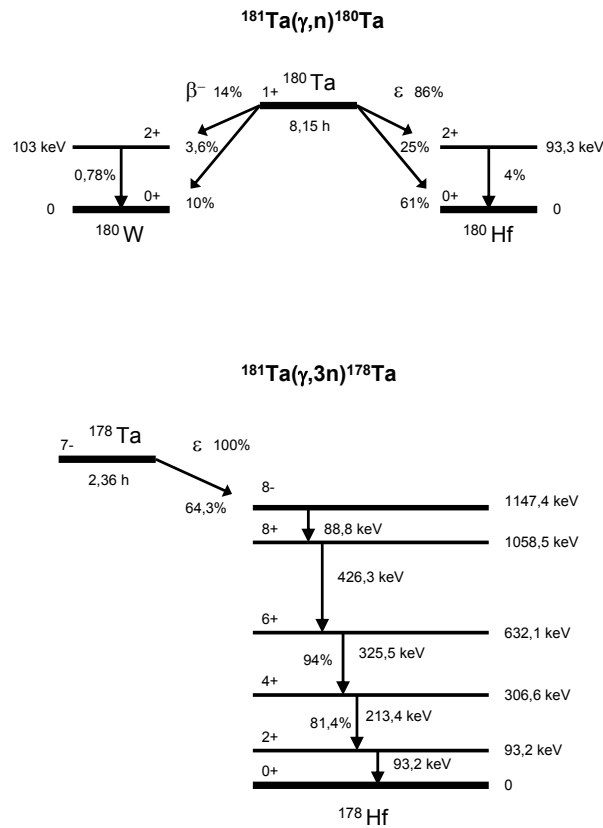 ¹⁸¹Ta(γ,n)¹⁸⁰Ta
β⁻ 14% 1+ ¹⁸⁰Ta ε 86%
8,15 h
103 keV 2+ 3,6% 25% 2+ 93,3 keV
0,78% 4%
0 0+ 10% 61% 0+ 0
¹⁸⁰W ¹⁸⁰Hf
¹⁸¹Ta(γ,3n)¹⁷⁸Ta
7- ¹⁷⁸Ta ε 100%
2,36 h
64,3% 8- 1147,4 keV
88,8 keV
8+ 1058,5 keV
426,3 keV
6+ 632,1 keV
94% 325,5 keV
4+ 306,6 keV
81,4% 213,4 keV
2+ 93,2 keV
93,2 keV
0+ 0
¹⁷⁸Hf